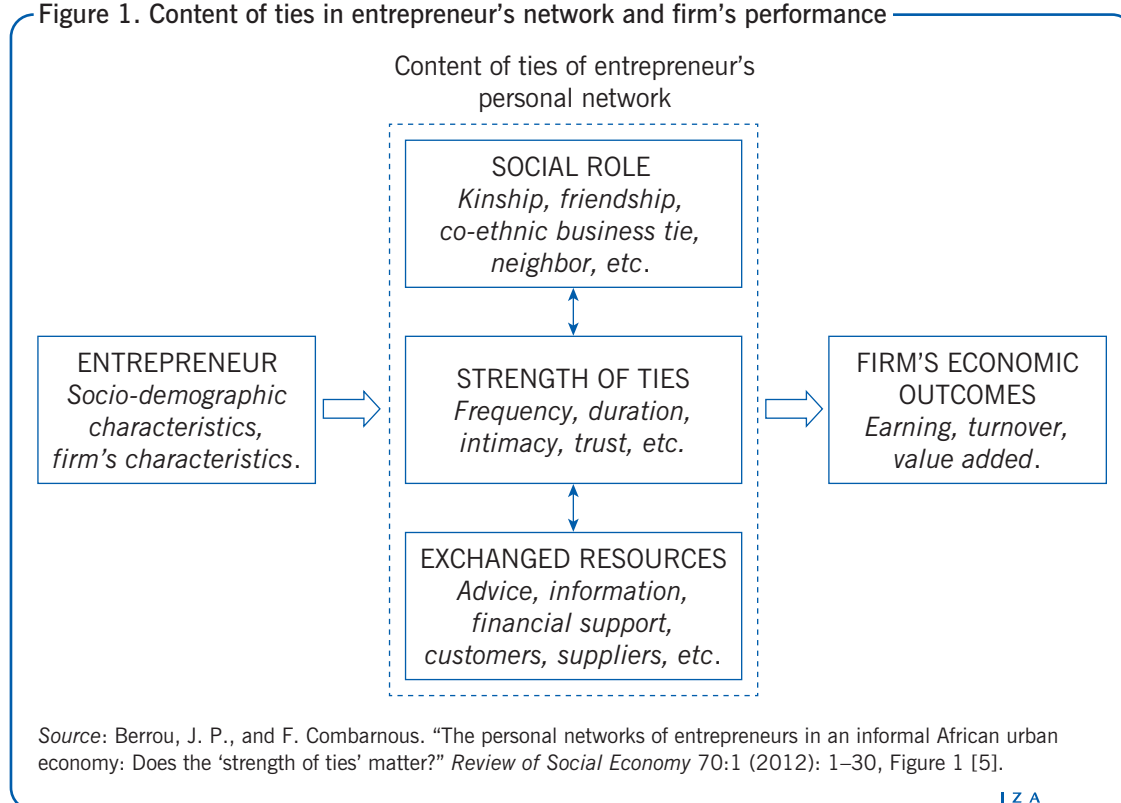 Figure 1. Content of ties in entrepreneur's network and firm's performance
Content of ties of entrepreneur's
personal network
SOCIAL ROLE
Kinship, friendship,
co-ethnic business tie,
neighbor, etc.
ENTREPRENEUR
Socio-demographic
characteristics,
firm's characteristics.
STRENGTH OF TIES
Frequency, duration,
intimacy, trust, etc.
FIRM'S ECONOMIC
OUTCOMES
Earning, turnover,
value added.
EXCHANGED RESOURCES
Advice, information,
financial support,
customers, suppliers, etc.
Source: Berrou, J. P., and F. Combarnous. “The personal networks of entrepreneurs in an informal African urban
economy: Does the ‘strength of ties’ matter?” Review of Social Economy 70:1 (2012): 1–30, Figure 1 [5].
I Z A